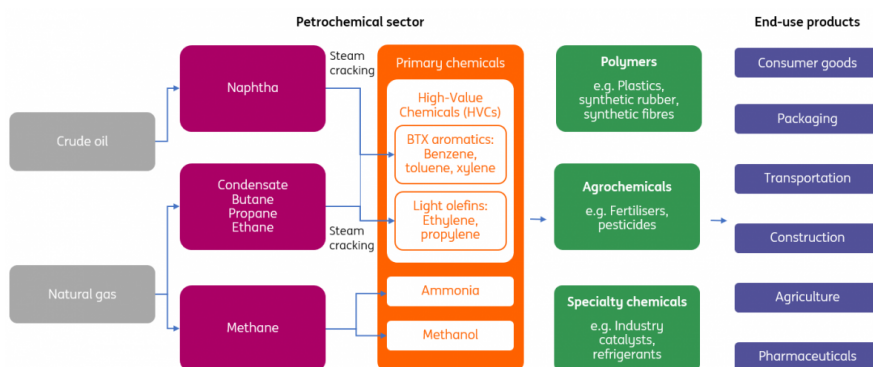 Petrochemical sector
End-use products
Crude oil
Natural gas
Naphtha
Condensate
Butane
Propane
Ethane
Methane
Steam
cracking
Steam
cracking
Primary chemicals
High-Value
Chemicals (HVCs)
BTX aromatics:
Benzene,
toluene, xylene
Light olefins:
Ethylene,
propylene
Ammonia
Methanol
Polymers
e.g. Plastics,
synthetic rubber,
synthetic fibres
Agrochemicals
e.g. Fertilisers,
pesticides
Specialty chemicals
e.g. Industry
catalysts,
refrigerants
Consumer goods
Packaging
Transportation
Construction
Agriculture
Pharmaceuticals